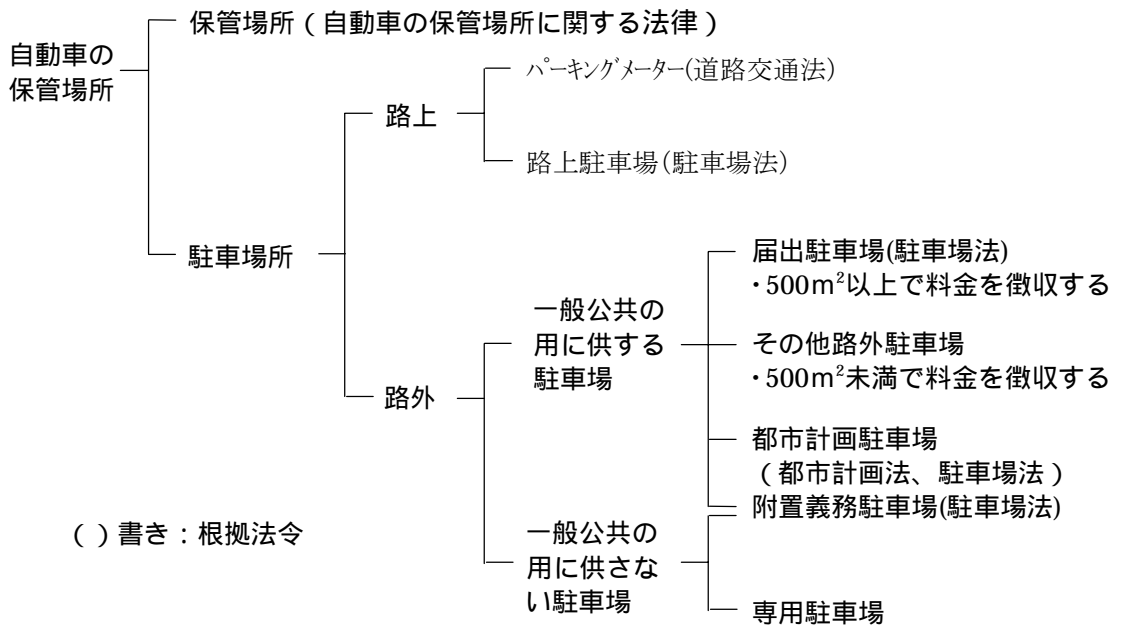 保管場所（自動車の保管場所に関する法律）
自動車の
保管場所
ﾊﾟｰｷﾝｸﾞﾒｰﾀｰ(道路交通法)
路上
路上駐車場(駐車場法)
駐車場所
届出駐車場(駐車場法)
・500㎡以上で料金を徴収する
一般公共の
用に供する
駐車場
その他路外駐車場
・500㎡未満で料金を徴収する
路外
都市計画駐車場
（都市計画法、駐車場法）
附置義務駐車場(駐車場法)
（）書き：根拠法令
一般公共の
用に供さな
い駐車場
専用駐車場